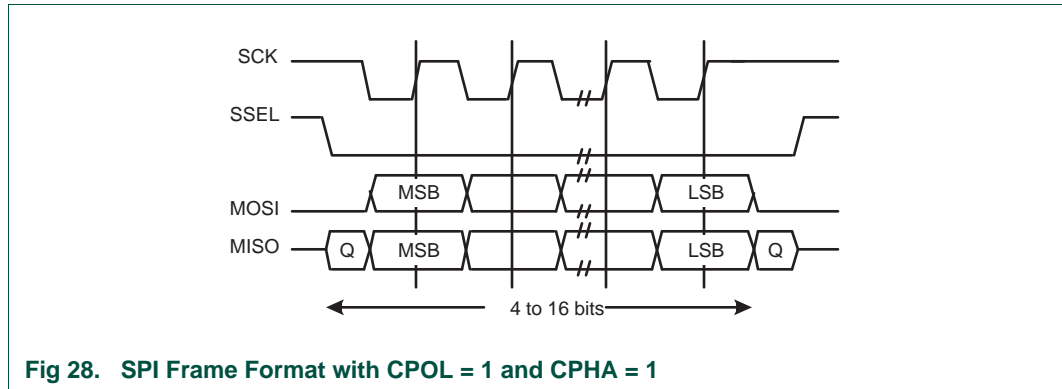 SCK
SSEL
MOSI MSB LSB
MISO Q MSB LSB Q
4 to 16 bits
Fig 28. SPI Frame Format with CPOL = 1 and CPHA = 1